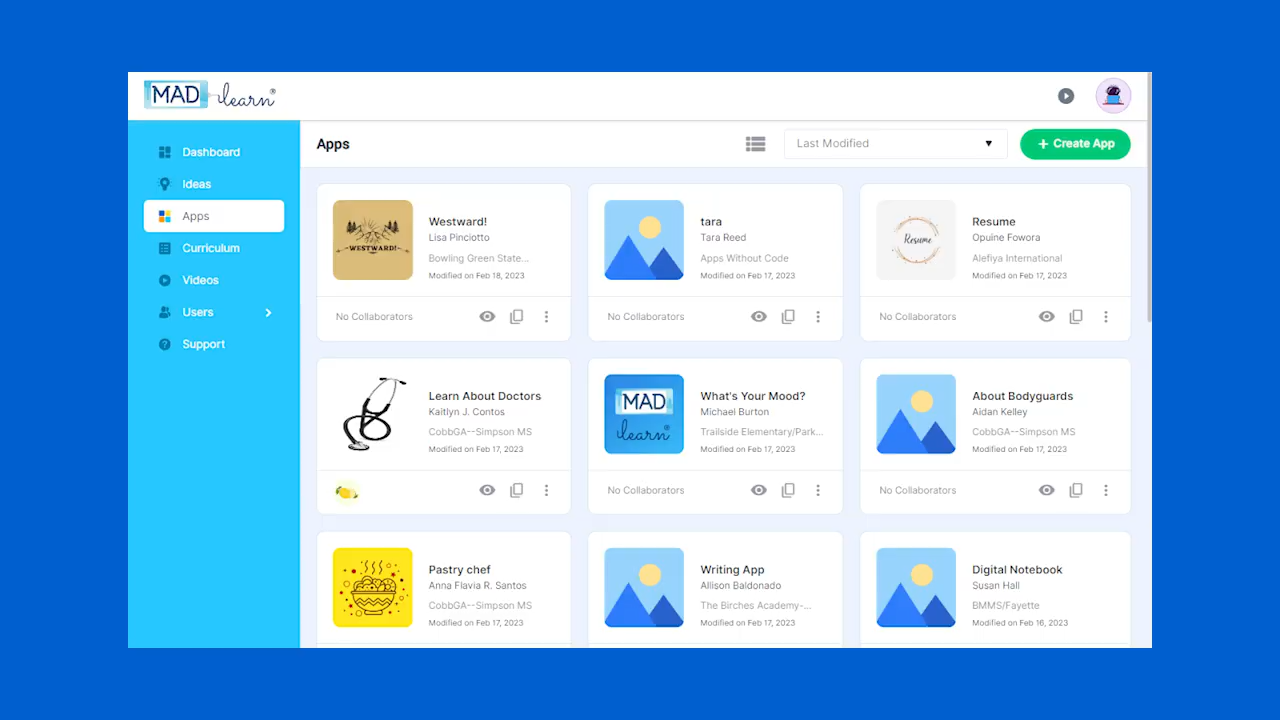 MAD learn®
Dashboard
Ideas
Apps
Curriculum
Videos
Users
Support
Apps
Last Modified
+ Create App
WESTWARD!
Westward!
Lisa Pinciotto
Bowling Green State...
Modified on Feb 18, 2023
No Collaborators
tara
Tara Reed
Apps Without Code
Modified on Feb 17, 2023
No Collaborators
Resume
Resume
Opuine Fowora
Alefiya International
Modified on Feb 17, 2023
No Collaborators
Learn About Doctors
Kaitlyn J. Contos
CobbGA--Simpson MS
Modified on Feb 17, 2023
MAD learn®
What's Your Mood?
Michael Burton
Trailside Elementary/Park...
Modified on Feb 17, 2023
No Collaborators
About Bodyguards
Aidan Kelley
CobbGA--Simpson MS
Modified on Feb 17, 2023
No Collaborators
Pastry chef
Anna Flavia R. Santos
CobbGA--Simpson MS
Modified on Feb 17, 2023
Writing App
Allison Baldonado
The Birches Academy-...
Modified on Feb 17, 2023
Digital Notebook
Susan Hall
BMMS/Fayette
Modified on Feb 16, 2023